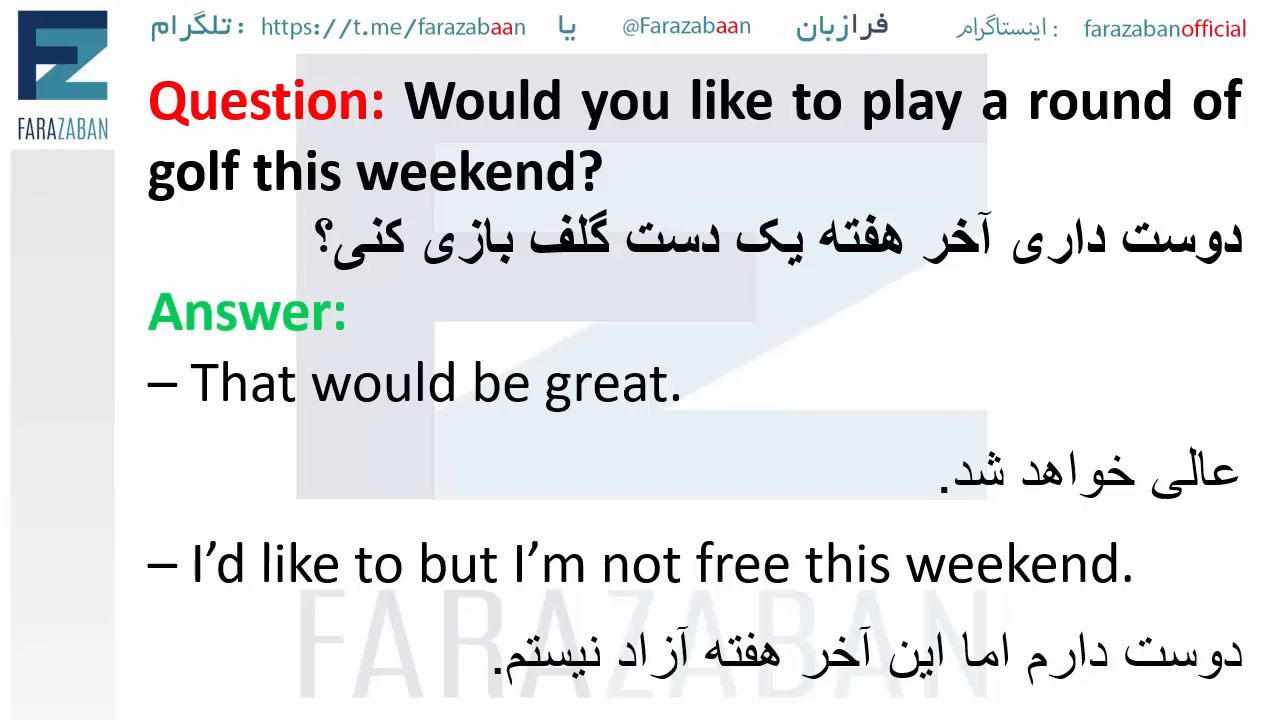 تلگرام : https://t.me/farazabaan یا @Farazabaan فرازبان اینستاگرام : farazabanofficial
FARAZABAN
Question: Would you like to play a round of
golf this weekend?
دوست داری آخر هفته یک دست گلف بازی کنی؟
Answer:
– That would be great.
عالی خواهد شد.
– I’d like to but I’m not free this weekend.
دوست دارم اما این آخر هفته آزاد نیستم.
FARAZABAN